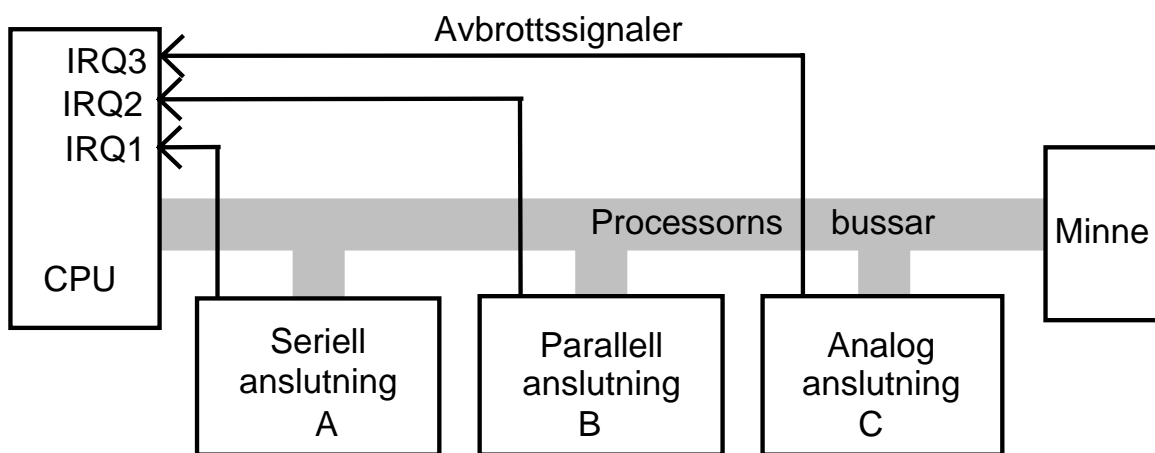 Avbrottssignaler
IRQ3
IRQ2
IRQ1
CPU
Processorns bussar
Minne
Seriell
anslutning
A
Parallell
anslutning
B
Analog
anslutning
C